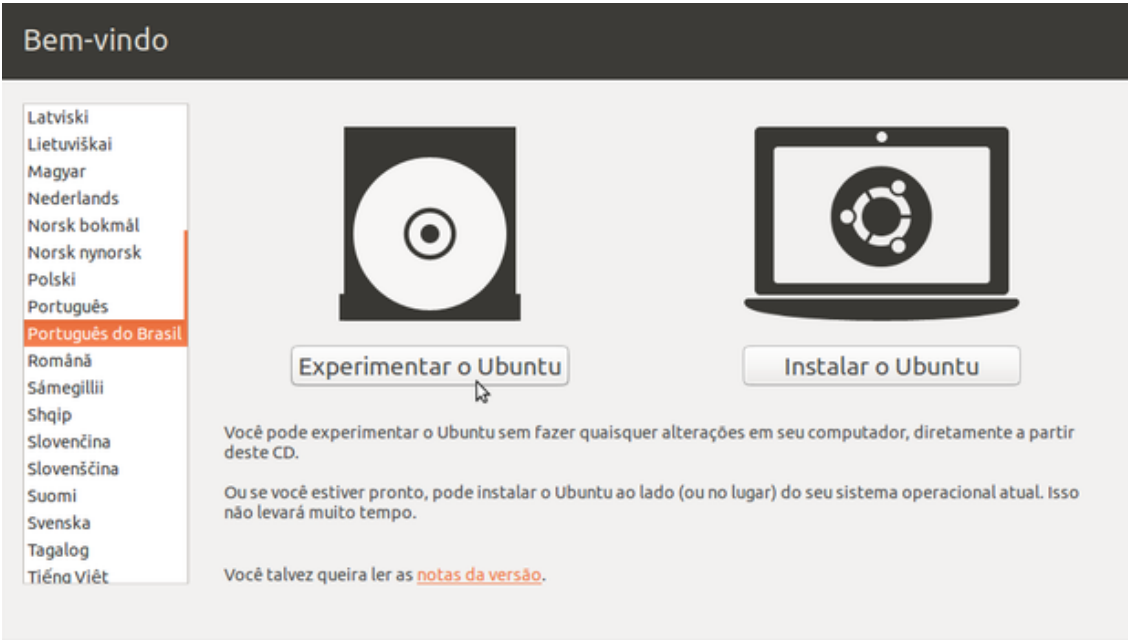 Bem-vindo
Latviski
Lietuviškai
Magyar
Nederlands
Norsk bokmål
Norsk nynorsk
Polski
Português
Português do Brasil
Română
Sámegillii
Shqip
Slovenčina
Slovenščina
Suomi
Svenska
Tagalog
Tiếng Việt
Experimentar o Ubuntu
Instalar o Ubuntu
Você pode experimentar o Ubuntu sem fazer quaisquer alterações em seu computador, diretamente a partir
deste CD.
Ou se você estiver pronto, pode instalar o Ubuntu ao lado (ou no lugar) do seu sistema operacional atual. Isso
não levará muito tempo.
Você talvez queira ler as notas da versão.